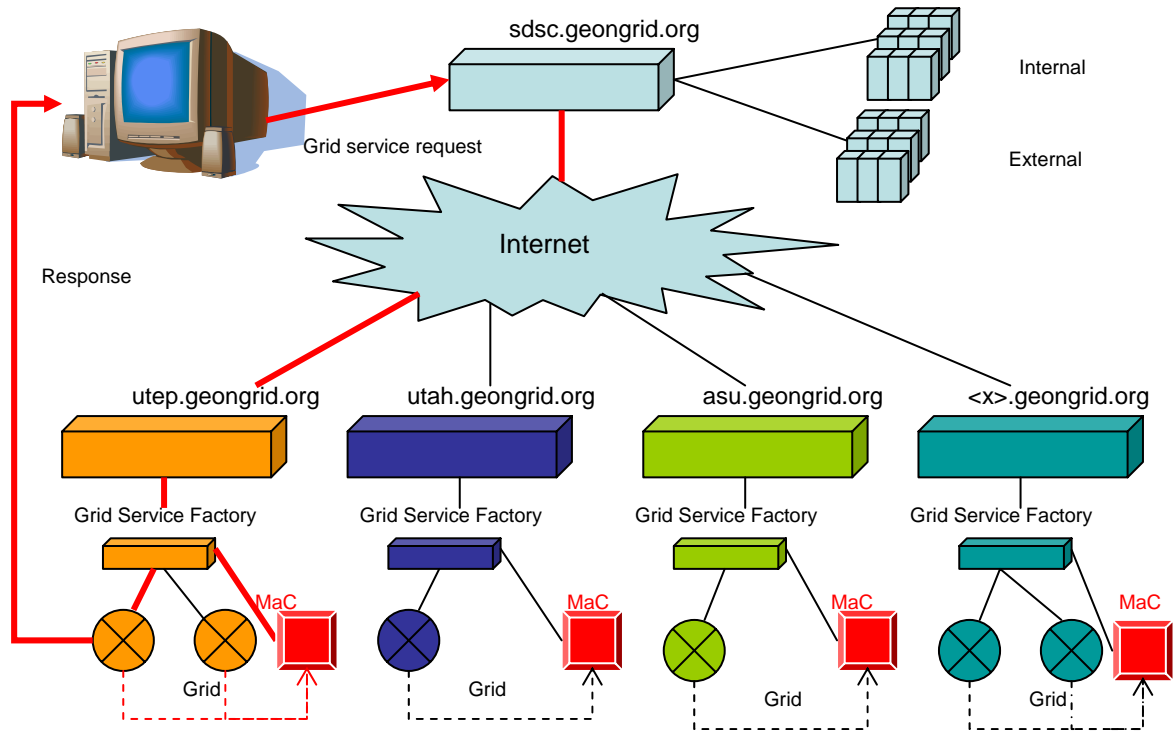 sdsc.geongrid.org
Internal
Grid service request
External
Internet
Response
utep.geongrid.org
utah.geongrid.org
asu.geongrid.org
<x>.geongrid.org
Grid Service Factory
Grid Service Factory
Grid Service Factory
Grid Service Factory
MaC
MaC
MaC
MaC
Grid
Grid
Grid
Grid